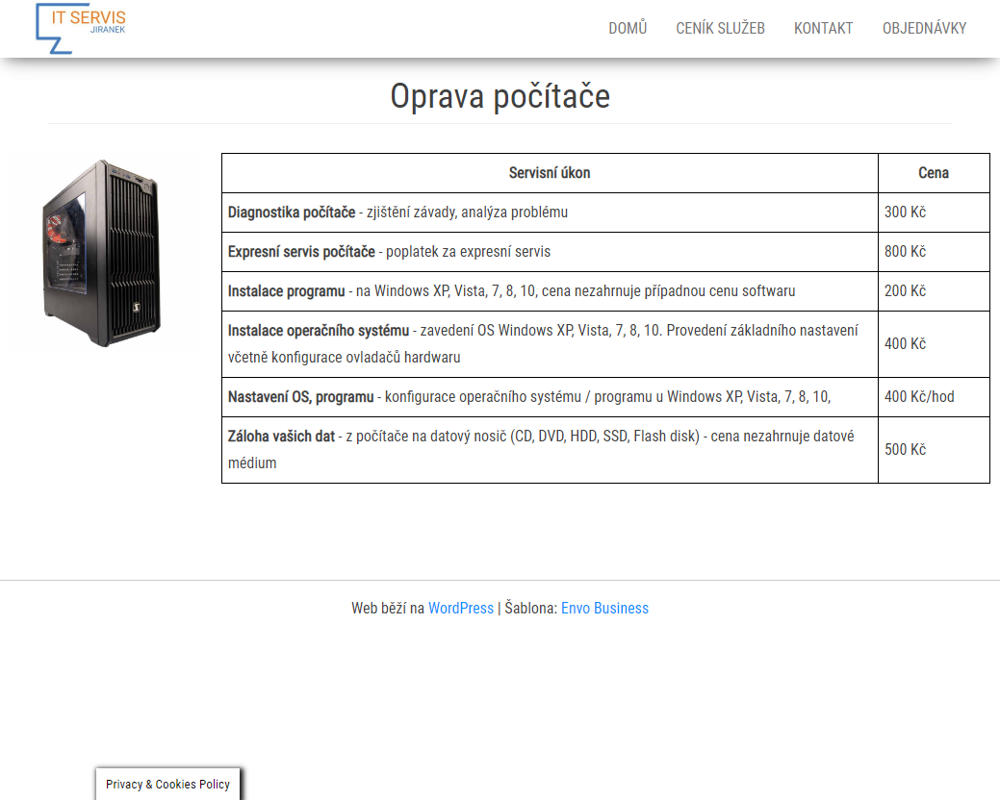 IT SERVIS
JIRANEK
DOMŮ CENÍK SLUŽEB KONTAKT OBJEDNÁVKY
Oprava počítače
Servisní úkon Cena
Diagnostika počítače - zjištění závady, analýza problému 300 Kč
Expresní servis počítače - poplatek za expresní servis 800 Kč
Instalace programu - na Windows XP, Vista, 7, 8, 10, cena nezahrnuje případnou cenu softwaru 200 Kč
Instalace operačního systému - zavedení OS Windows XP, Vista, 7, 8, 10. Provedení základního nastavení
včetně konfigurace ovladačů hardwaru 400 Kč
Nastavení OS, programu - konfigurace operačního systému / programu u Windows XP, Vista, 7, 8, 10, 400 Kč/hod
Záloha vašich dat - z počítače na datový nosič (CD, DVD, HDD, SSD, Flash disk) - cena nezahrnuje datové
médium 500 Kč
Web běží na WordPress | Šablona: Envo Business
Privacy & Cookies Policy